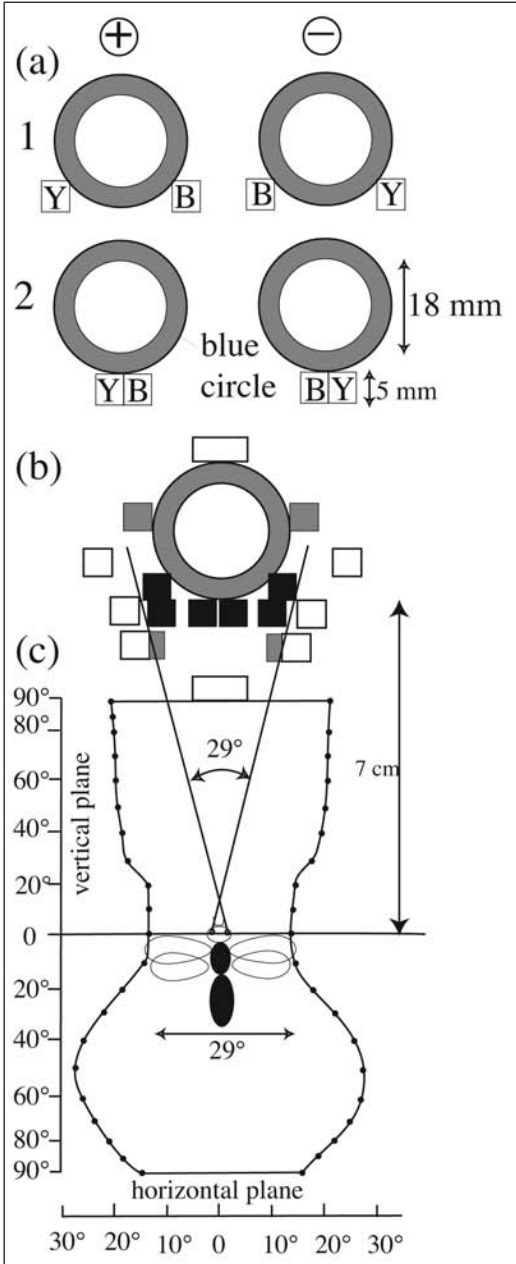 + −
(a)
1
Y B B Y
2
18 mm
blue
circle
Y B B Y
5 mm
(b)
(c)
90°
80°
60°
40°
20°
0
20°
40°
60°
80°
90°
vertical plane
29°
7 cm
29°
horizontal plane
30° 20° 10° 0 10° 20° 30°